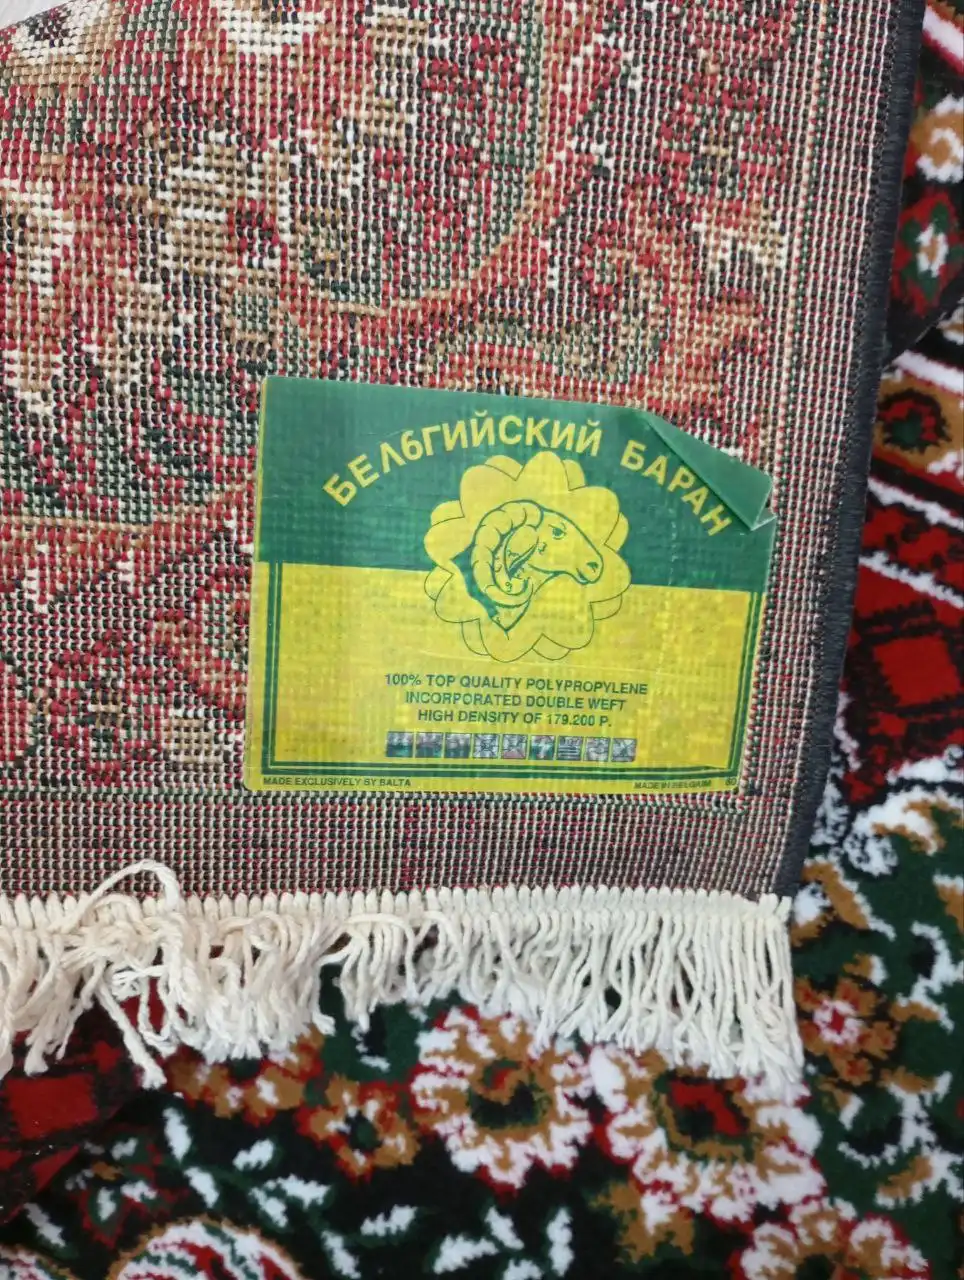 БЕЛ6ГИЙСКИЙ БАРАН
100% TOP QUALITY POLYPROPYLENE
INCORPORATED DOUBLE WEFT
HIGH DENSITY OF 179.200 P.
MADE EXCLUSIVELY BY BALTA
MADE IN BELGIUM